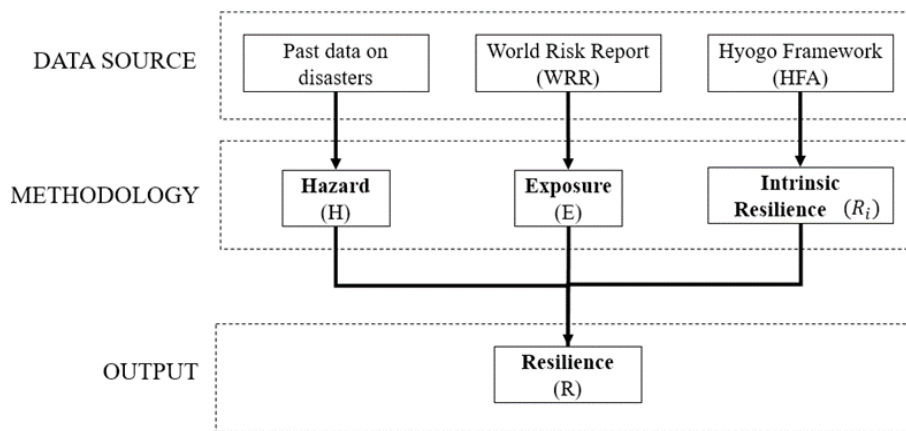 DATA SOURCE
Past data on
disasters
World Risk Report
(WRR)
Hyogo Framework
(HFA)
METHODOLOGY
Hazard
(H)
Exposure
(E)
Intrinsic
Resilience (R_i)
OUTPUT
Resilience
(R)